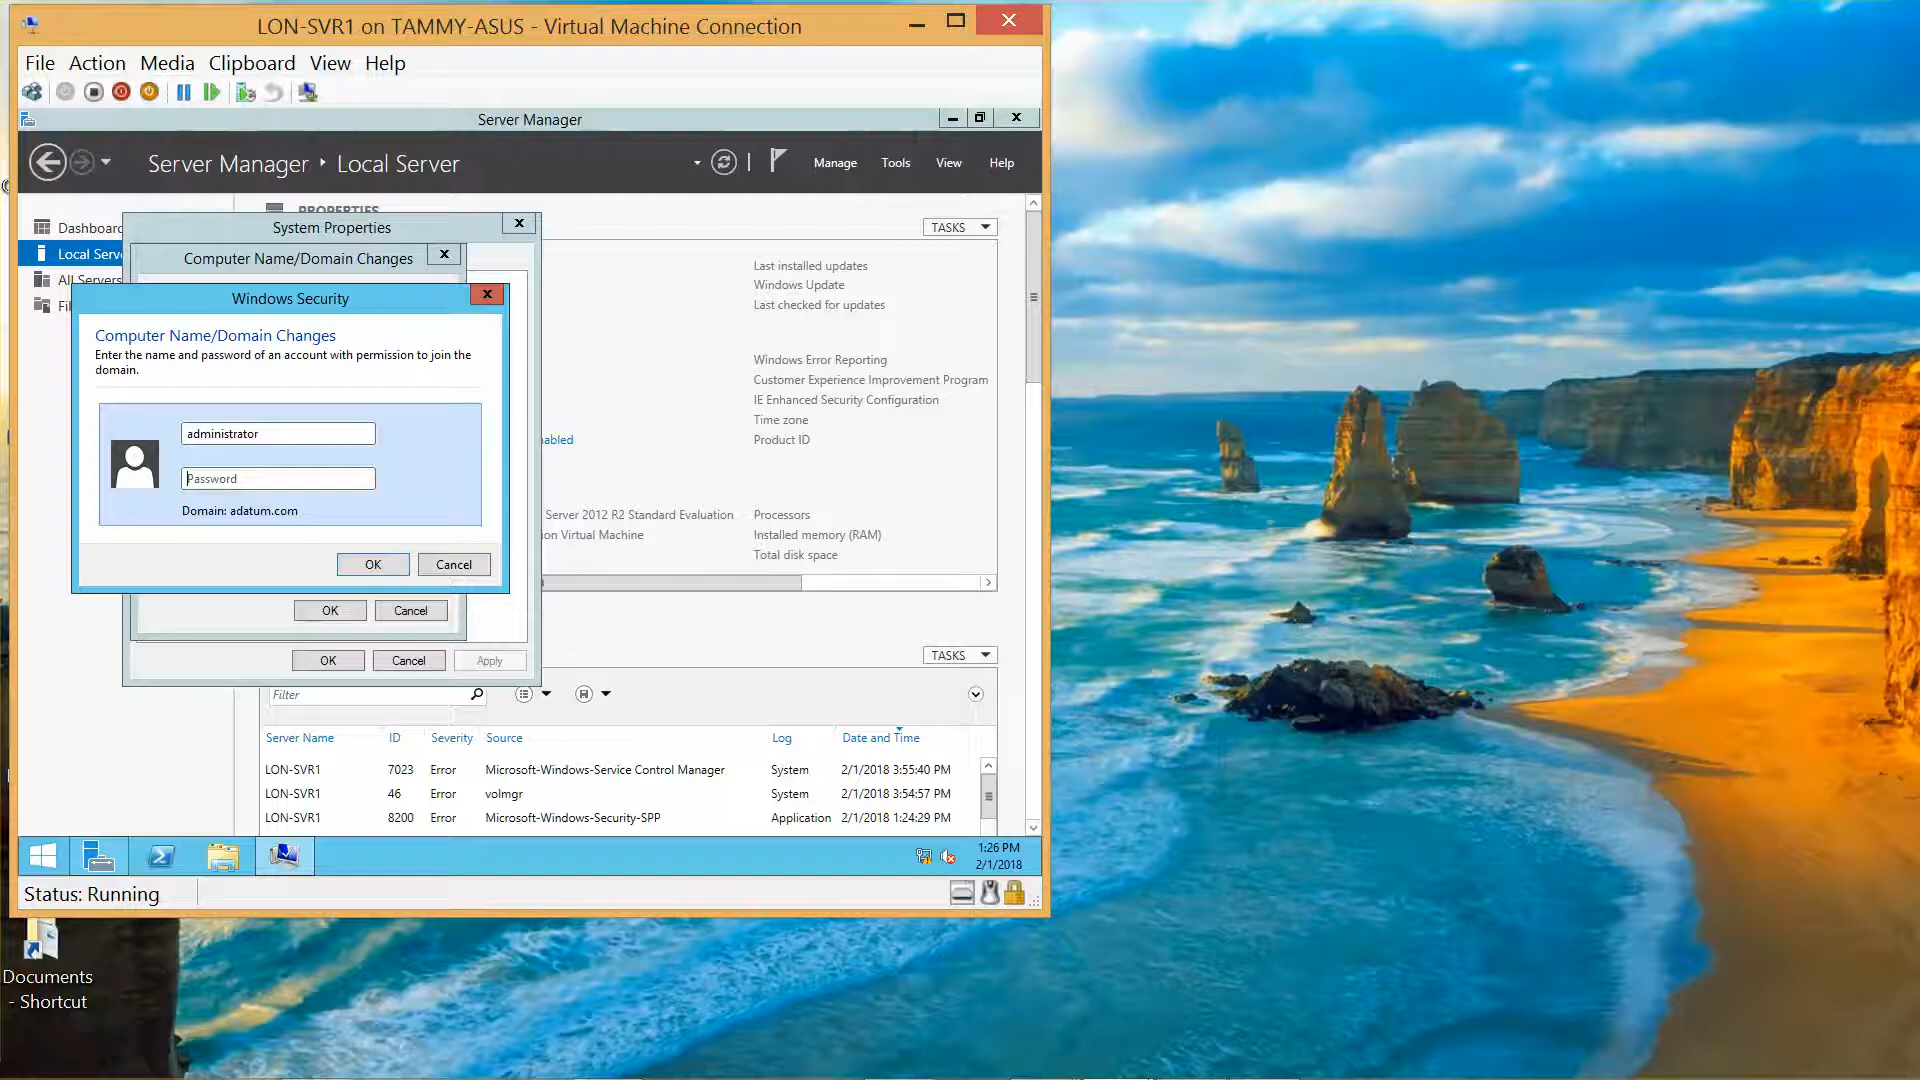 LON-SVR1 on TAMMY-ASUS - Virtual Machine Connection
File Action Media Clipboard View Help
Server Manager
Server Manager • Local Server
Manage Tools View Help
PROPERTIES
TASKS
Dashboard
Local Serv
All Servers
Fil
System Properties
Computer Name/Domain Changes
Windows Security
Computer Name/Domain Changes
Enter the name and password of an account with permission to join the
domain.
administrator
Password
Domain: adatum.com
OK Cancel
OK Cancel
OK Cancel Apply
Last installed updates
Windows Update
Last checked for updates
Windows Error Reporting
Customer Experience Improvement Program
IE Enhanced Security Configuration
Time zone
abled Product ID
Server 2012 R2 Standard Evaluation Processors
ion Virtual Machine Installed memory (RAM)
Total disk space
TASKS
Filter
Server Name ID Severity Source Log Date and Time
LON-SVR1 7023 Error Microsoft-Windows-Service Control Manager System 2/1/2018 3:55:40 PM
LON-SVR1 46 Error volmgr System 2/1/2018 3:54:57 PM
LON-SVR1 8200 Error Microsoft-Windows-Security-SPP Application 2/1/2018 1:24:29 PM
1:26 PM
2/1/2018
Status: Running
Documents
- Shortcut